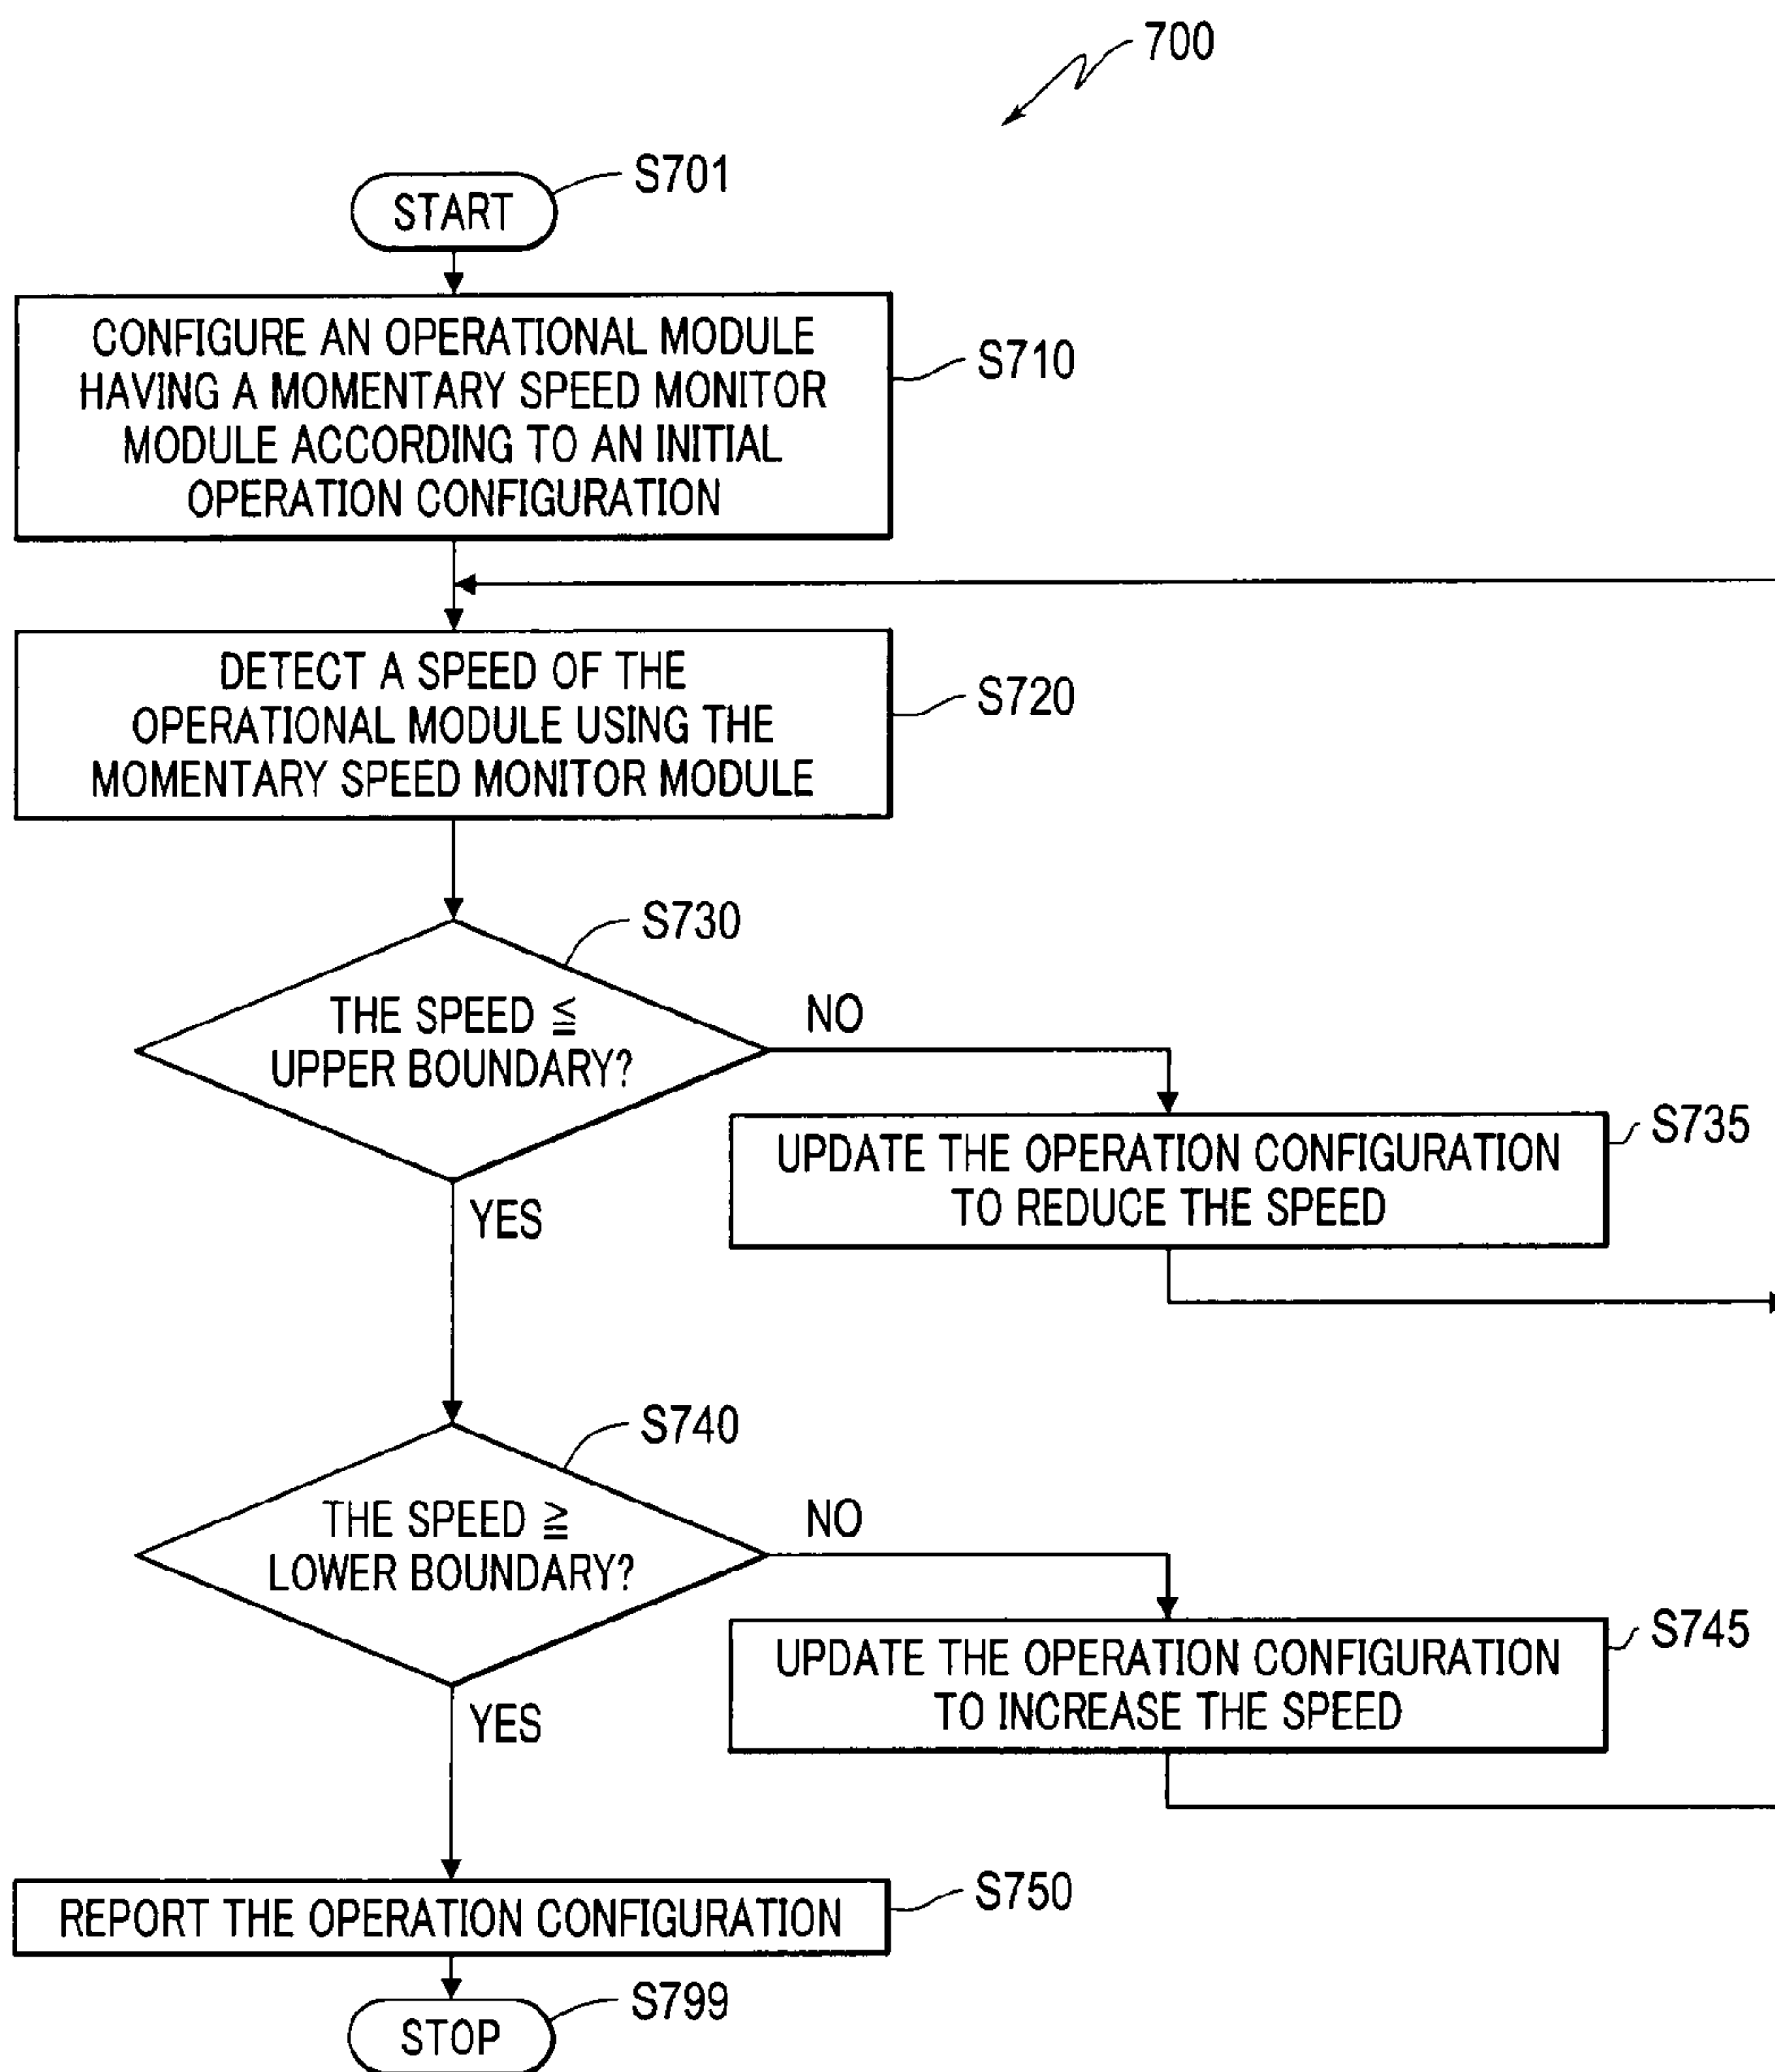 700
START
S701
CONFIGURE AN OPERATIONAL MODULE
HAVING A MOMENTARY SPEED MONITOR
MODULE ACCORDING TO AN INITIAL
OPERATION CONFIGURATION
S710
DETECT A SPEED OF THE
OPERATIONAL MODULE USING THE
MOMENTARY SPEED MONITOR MODULE
S720
S730
THE SPEED ≦
UPPER BOUNDARY?
NO
YES
UPDATE THE OPERATION CONFIGURATION
TO REDUCE THE SPEED
S735
S740
THE SPEED ≧
LOWER BOUNDARY?
NO
YES
UPDATE THE OPERATION CONFIGURATION
TO INCREASE THE SPEED
S745
REPORT THE OPERATION CONFIGURATION
S750
STOP
S799